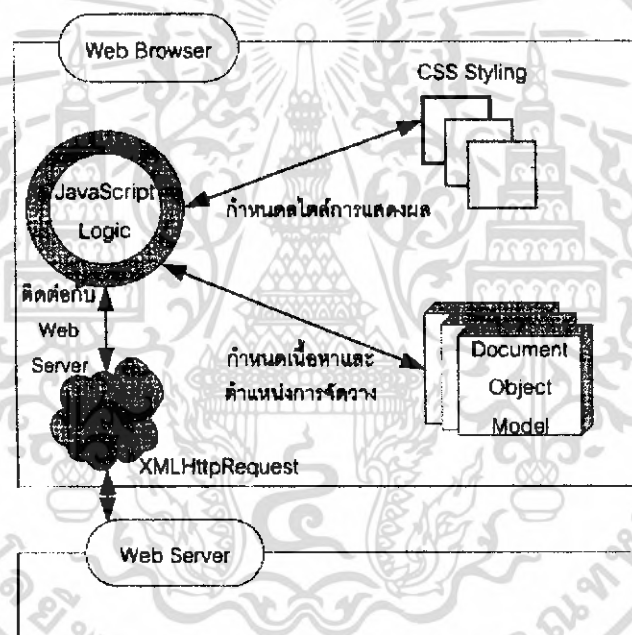 Web Browser
CSS Styling
JavaScript
Logic
กำหนดสไตล์การแสดงผล
ติดต่อกับ
Web
Server
กำหนดเนื้อหาและ
ตำแหน่งการจัดวาง
Document
Object
Model
XMLHttpRequest
Web Server